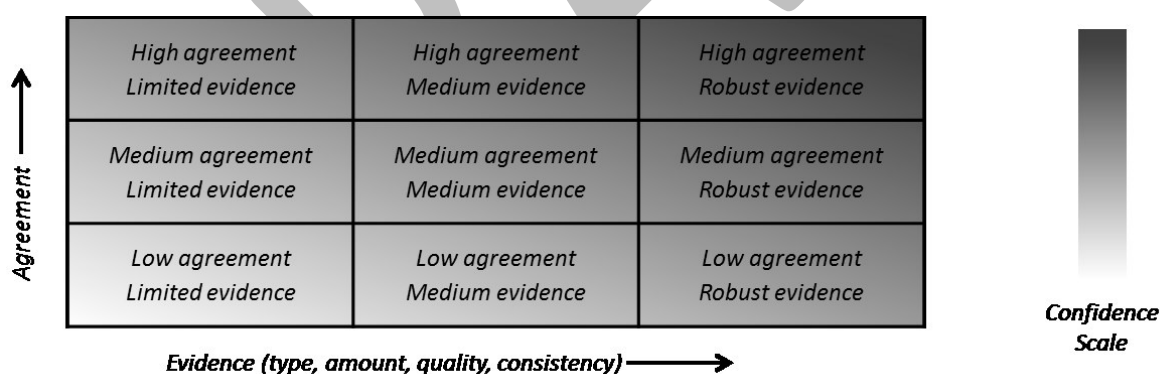 High agreement
Limited evidence
High agreement
Medium evidence
High agreement
Robust evidence
Medium agreement
Limited evidence
Medium agreement
Medium evidence
Medium agreement
Robust evidence
Low agreement
Limited evidence
Low agreement
Medium evidence
Low agreement
Robust evidence
Agreement
Evidence (type, amount, quality, consistency)
Confidence
Scale